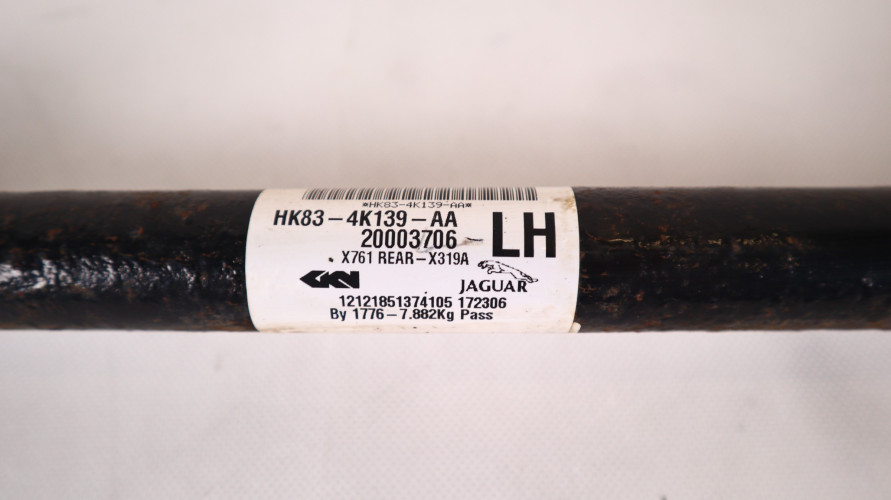 *HK83-4K139-AA*
HK83-4K139-AA
20003706-
LH
X761 REAR-X319A
GKN
JAGUAR
12121851374105 172306
By 1776-7.882Kg Pass